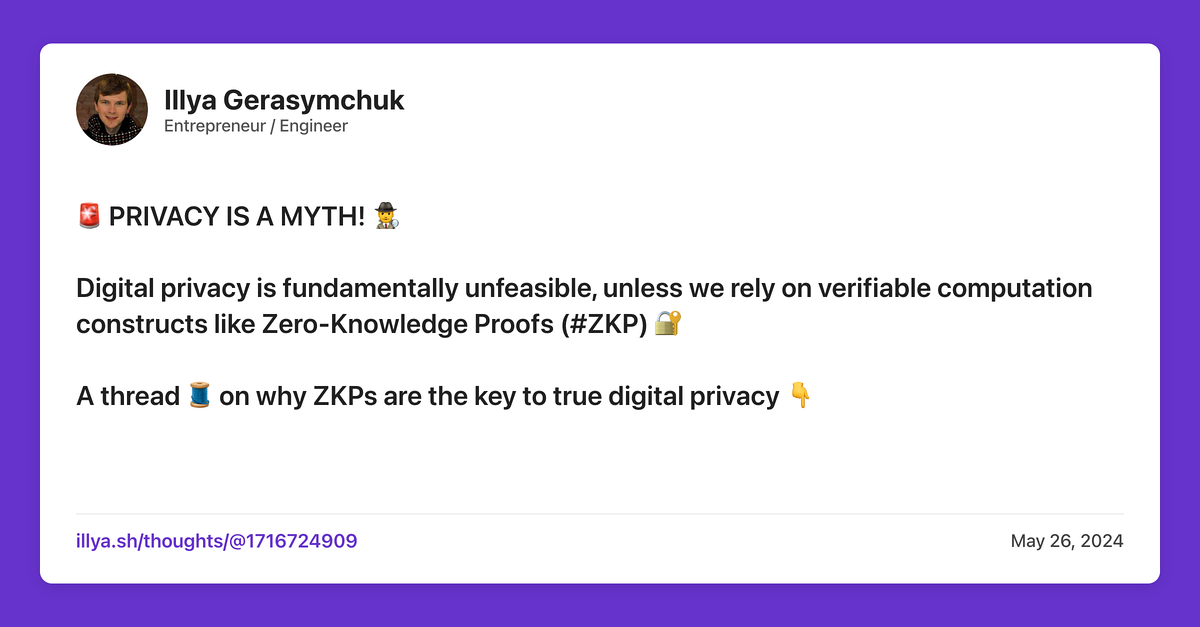 Illya Gerasymchuk
Entrepreneur / Engineer
🚨 PRIVACY IS A MYTH! 🕵️
Digital privacy is fundamentally unfeasible, unless we rely on verifiable computation
constructs like Zero-Knowledge Proofs (#ZKP) 🔐
A thread 🧵 on why ZKPs are the key to true digital privacy 👇
illya.sh/thoughts/@1716724909
May 26, 2024